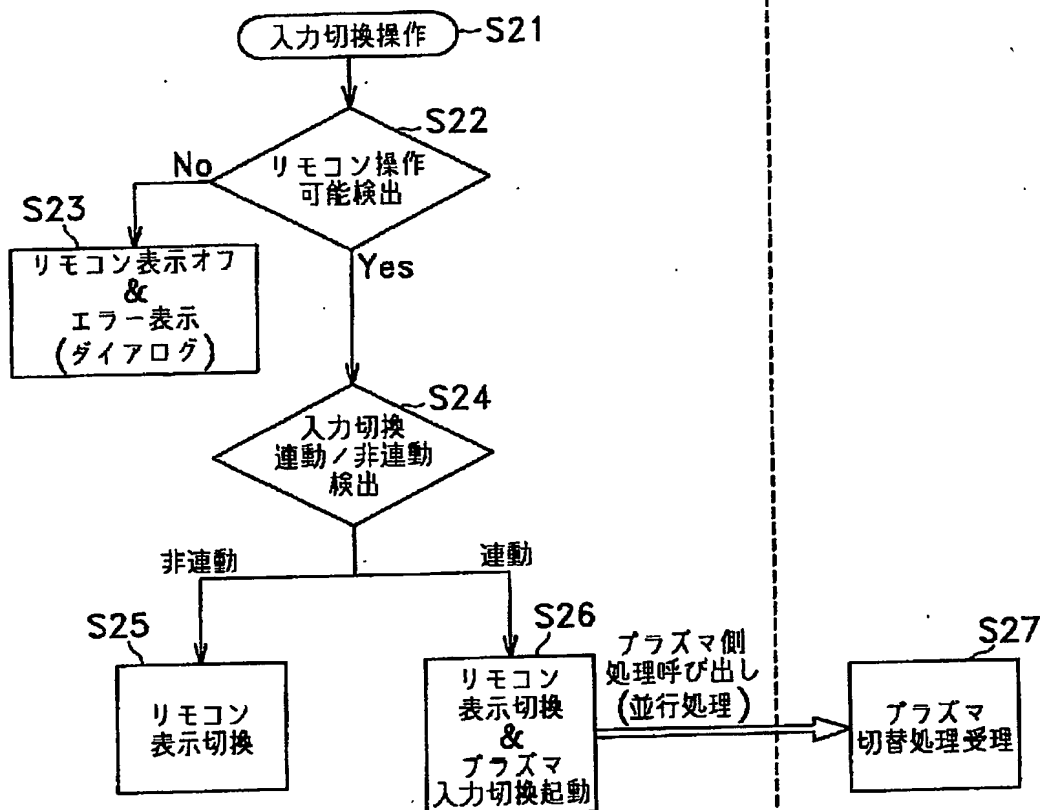 入力切換操作
S21
S22
リモコン操作
可能検出
No
Yes
S23
リモコン表示オフ
&
エラー表示
(ダイアログ)
S24
入力切換
連動/非連動
検出
非連動
連動
S25
リモコン
表示切換
S26
リモコン
表示切換
&
プラズマ
入力切換起動
プラズマ側
処理呼び出し
(並行処理)
S27
プラズマ
切替処理受理